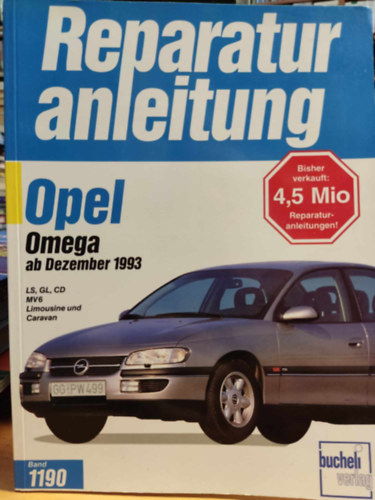 Reparatur
anleitung
Bisher
verkauft:
4,5 Mio
Reparatur-
anleitungen!
Opel
Omega
ab Dezember 1993
LS, GL, CD
MV6
Limousine und
Caravan
GG PW 499
Band
1190
bucheli
verlag